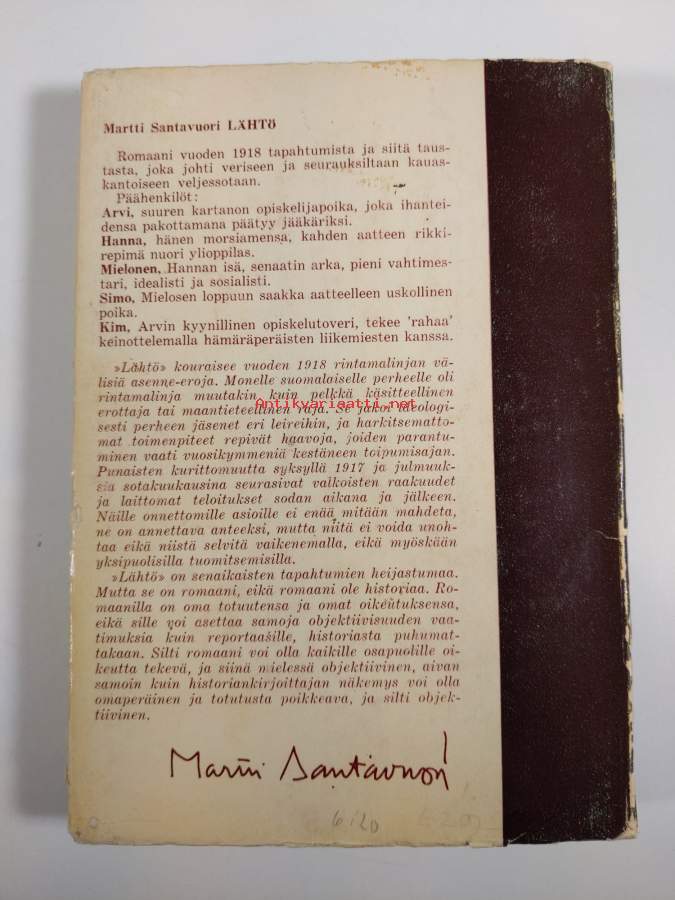 Martti Santavuori LÄHTÖ
Romaani vuoden 1918 tapahtumista ja siitä taus-
tasta, joka johti veriseen ja seurauksiltaan kauas-
kantoiseen veljessotaan.
Päähenkilöt:
Arvi, suuren kartanon opiskelijapoika, joka ihantei-
densa pakottamana päätyy jääkäriksi.
Hanna, hänen morsiamensa, kahden aatteen rikki-
repimä nuori ylioppilas.
Mielonen, Hannan isä, senaatin arka, pieni vahtimes-
tari, idealisti ja sosialisti.
Simo, Mielosen loppuun saakka aatteelleen uskollinen
poika.
Kim, Arvin kyynillinen opiskelutoveri, tekee 'rahaa'
keinottelemalla hämäräperäisten liikemiesten kanssa.
»Lähtö» kouraisee vuoden 1918 rintamalinjan vä-
lisiä asenne-eroja. Monelle suomalaiselle perheelle oli
rintamalinja muutakin kuin pelkkä käsitteellinen
erottaja tai maantieteellinen raja. Se jakoi ideologi-
sesti perheen jäsenet eri leireihin, ja harkitsematto-
mat toimenpiteet repivät haavoja, joiden parantu-
minen vaati vuosikymmeniä kestäneen toipumisajan.
Punaisten kurittomuutta syksyllä 1917 ja julmuuk-
sia sotakuukausina seurasivat valkoisten raakuudet
ja laittomat teloitukset sodan aikana ja jälkeen.
Näille onnettomille asioille ei enää mitään mahdeta,
ne on annettava anteeksi, mutta niitä ei voida unoh-
taa eikä niistä selvitä vaikenemalla, eikä myöskään
yksipuolisilla tuomitsemisilla.
»Lähtö» on senaikaisten tapahtumien heijastumaa.
Mutta se on romaani, eikä romaani ole historiaa. Ro-
maanilla on oma totuutensa ja omat oikeutuksensa,
eikä sille voi asettaa samoja objektiivisuuden vaa-
timuksia kuin reportaašille, historiasta puhumat-
takaan. Silti romaani voi olla kaikille osapuolille oi-
keutta tekevä, ja siinä mielessä objektiivinen, aivan
samoin kuin historiankirjoittajan näkemys voi olla
omaperäinen ja totutusta poikkeava, ja silti objek-
tiivinen.
Martti Santavuori
6,20
Antikvariaatti.net